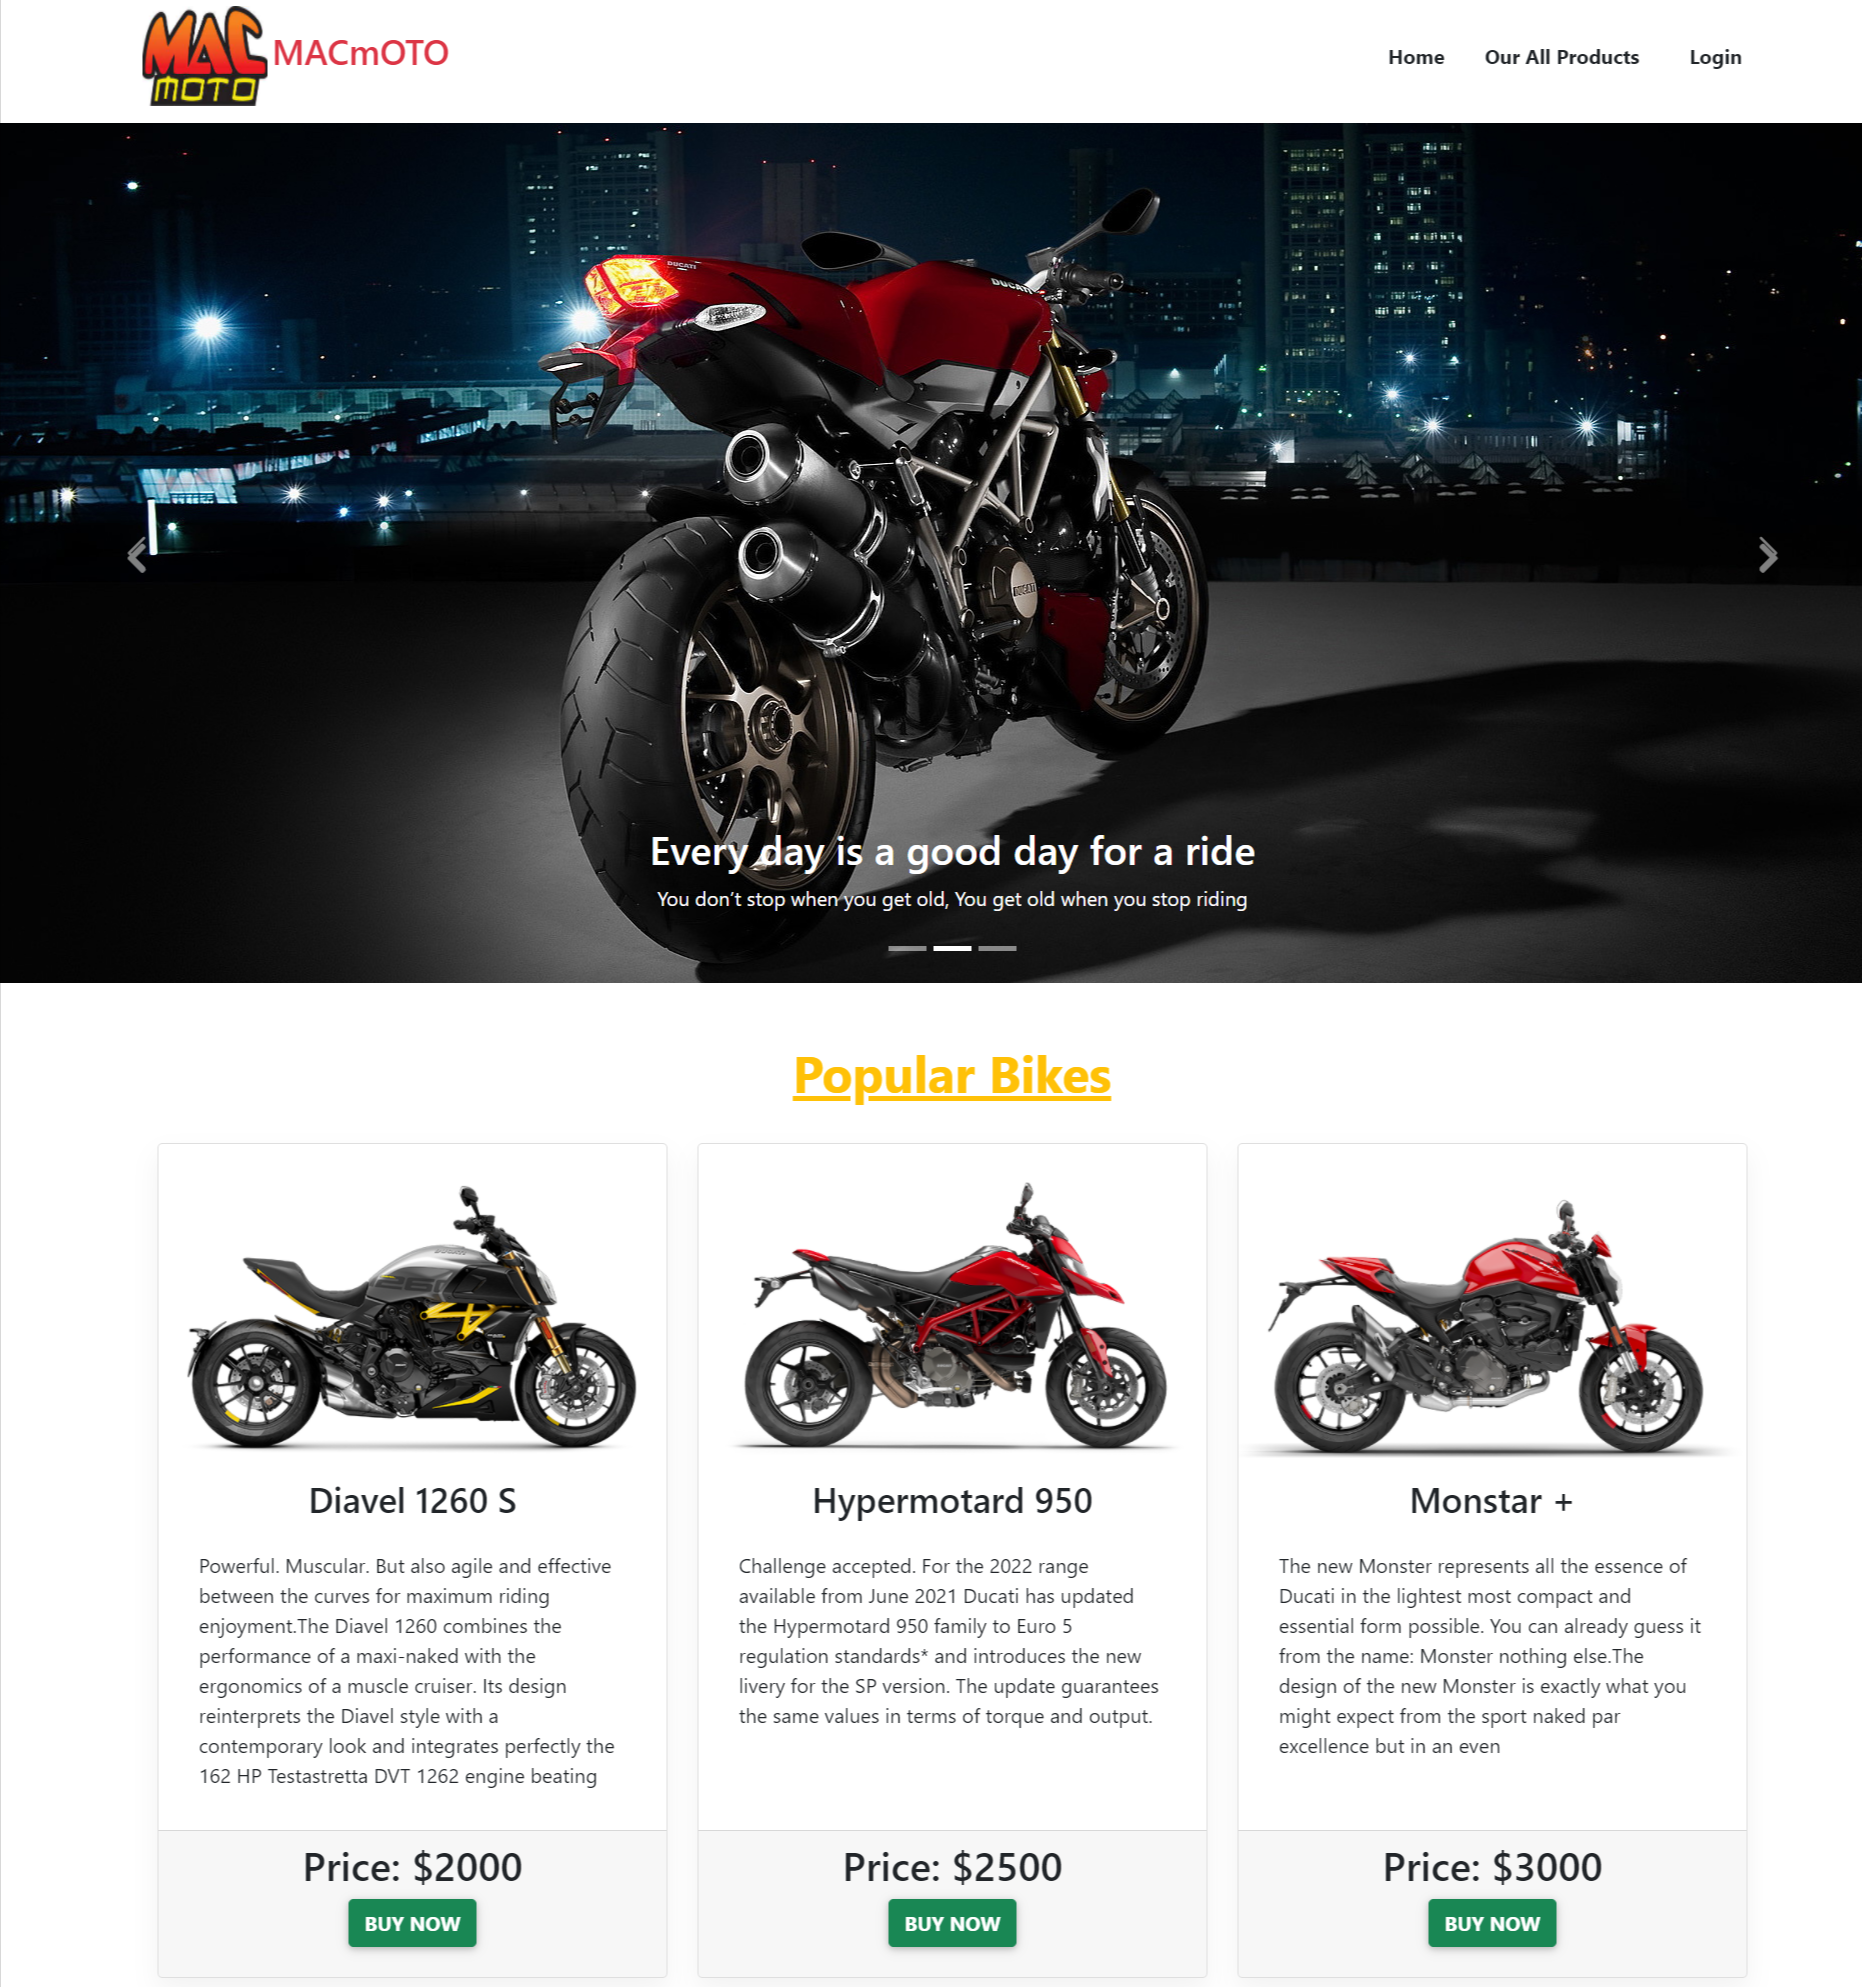 MAC
MOTO
MACmOTO
Home
Our All Products
Login
DUCATI
DUCATI
DUCATI
Every day is a good day for a ride
You don’t stop when you get old, You get old when you stop riding
Popular Bikes
Diavel 1260 S
Powerful. Muscular. But also agile and effective
between the curves for maximum riding
enjoyment.The Diavel 1260 combines the
performance of a maxi-naked with the
ergonomics of a muscle cruiser. Its design
reinterprets the Diavel style with a
contemporary look and integrates perfectly the
162 HP Testastretta DVT 1262 engine beating
Price: $2000
BUY NOW
Hypermotard 950
Challenge accepted. For the 2022 range
available from June 2021 Ducati has updated
the Hypermotard 950 family to Euro 5
regulation standards* and introduces the new
livery for the SP version. The update guarantees
the same values in terms of torque and output.
Price: $2500
BUY NOW
Monstar +
The new Monster represents all the essence of
Ducati in the lightest most compact and
essential form possible. You can already guess it
from the name: Monster nothing else.The
design of the new Monster is exactly what you
might expect from the sport naked par
excellence but in an even
Price: $3000
BUY NOW